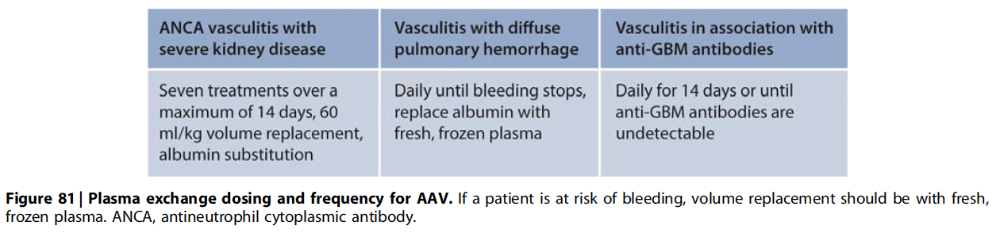 ANCA vasculitis with
severe kidney disease
Vasculitis with diffuse
pulmonary hemorrhage
Vasculitis in association with
anti-GBM antibodies
Seven treatments over a
maximum of 14 days, 60
ml/kg volume replacement,
albumin substitution
Daily until bleeding stops,
replace albumin with
fresh, frozen plasma
Daily for 14 days or until
anti-GBM antibodies are
undetectable
Figure 81 | Plasma exchange dosing and frequency for AAV. If a patient is at risk of bleeding, volume replacement should be with fresh,
frozen plasma. ANCA, antineutrophil cytoplasmic antibody.